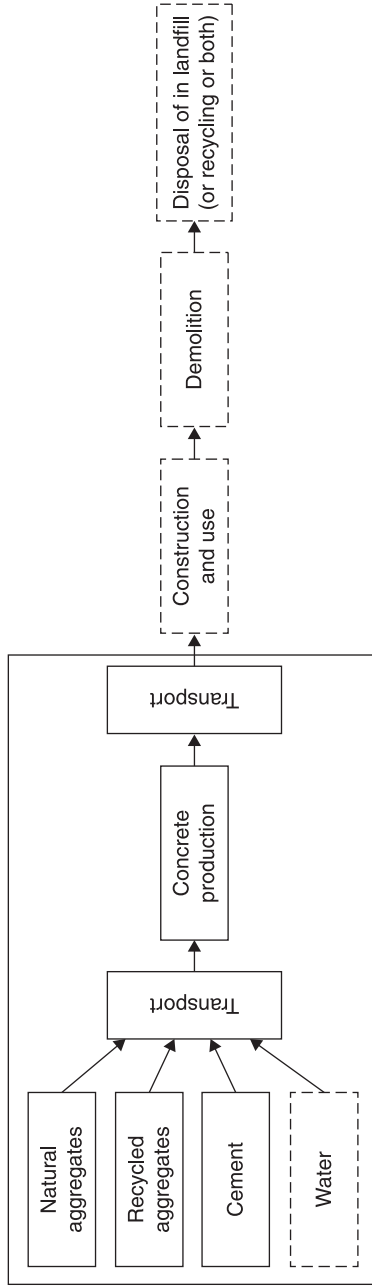 Natural
aggregates
Recycled
aggregates
Cement
Water
Transport
Concrete
production
Transport
Construction
and use
Demolition
Disposal of in landfill
(or recycling or both)